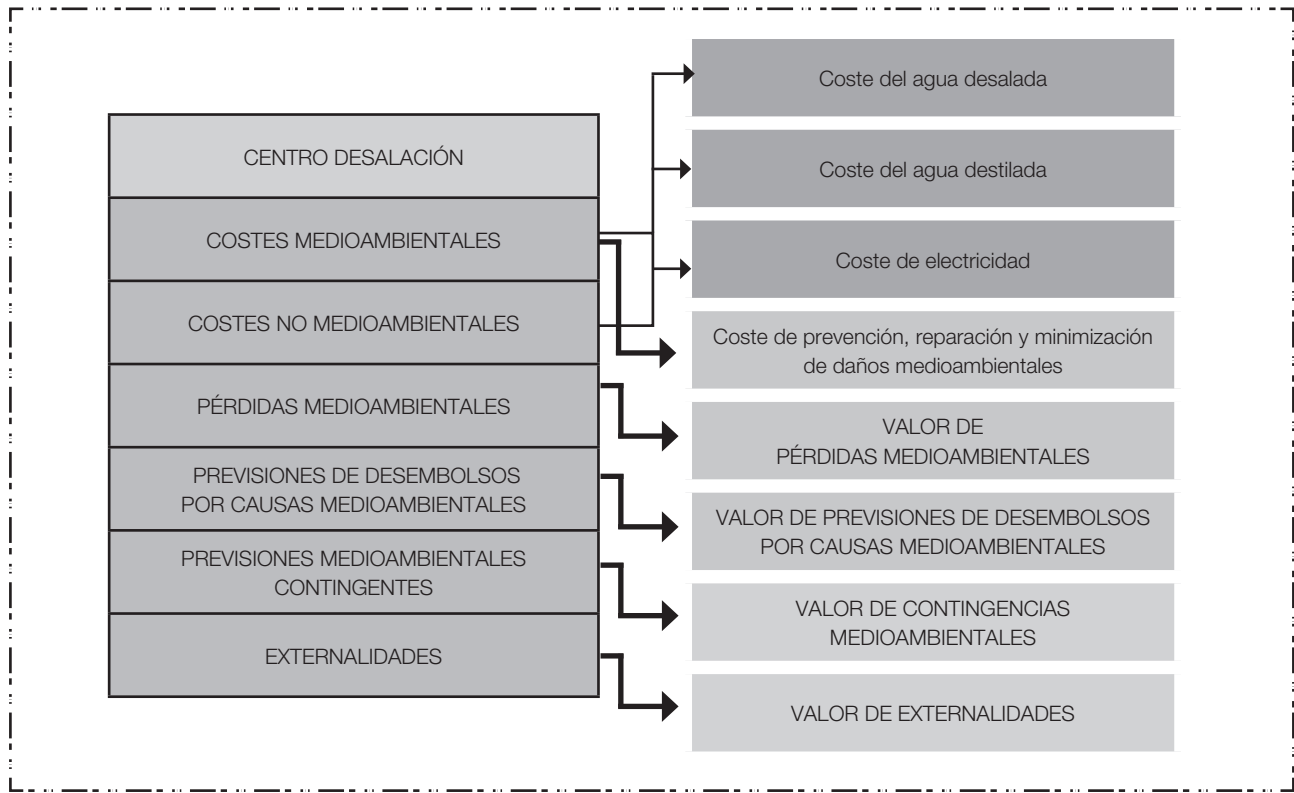 CENTRO DESALACIÓN
COSTES MEDIOAMBIENTALES
COSTES NO MEDIOAMBIENTALES
PÉRDIDAS MEDIOAMBIENTALES
PREVISIONES DE DESEMBOLSOS
POR CAUSAS MEDIOAMBIENTALES
PREVISIONES MEDIOAMBIENTALES
CONTINGENTES
EXTERNALIDADES
Coste del agua desalada
Coste del agua destilada
Coste de electricidad
Coste de prevención, reparación y minimización
de daños medioambientales
VALOR DE
PÉRDIDAS MEDIOAMBIENTALES
VALOR DE PREVISIONES DE DESEMBOLSOS
POR CAUSAS MEDIOAMBIENTALES
VALOR DE CONTINGENCIAS
MEDIOAMBIENTALES
VALOR DE EXTERNALIDADES